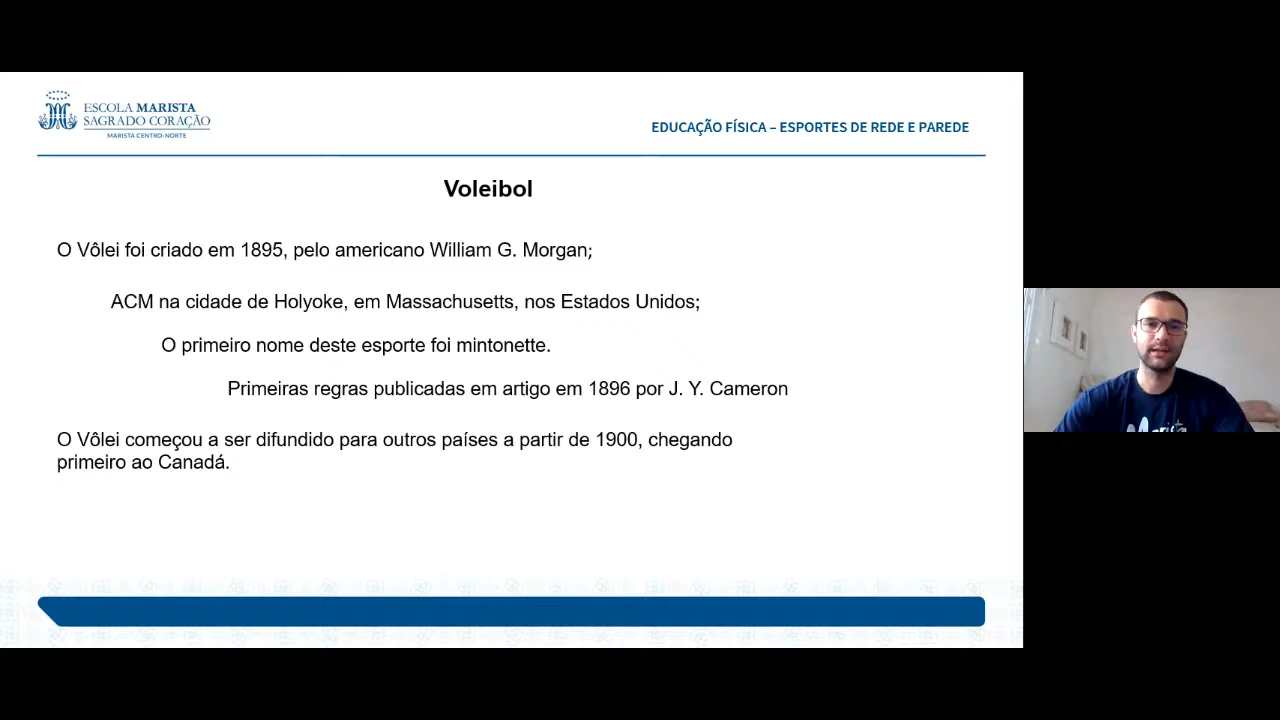 ESCOLA MARISTA
SAGRADO CORAÇÃO
MARISTA CENTRO-NORTE
EDUCAÇÃO FÍSICA – ESPORTES DE REDE E PAREDE
Voleibol
O Vôlei foi criado em 1895, pelo americano William G. Morgan;
ACM na cidade de Holyoke, em Massachusetts, nos Estados Unidos;
O primeiro nome deste esporte foi mintonette.
Primeiras regras publicadas em artigo em 1896 por J. Y. Cameron
O Vôlei começou a ser difundido para outros países a partir de 1900, chegando
primeiro ao Canadá.
Marista